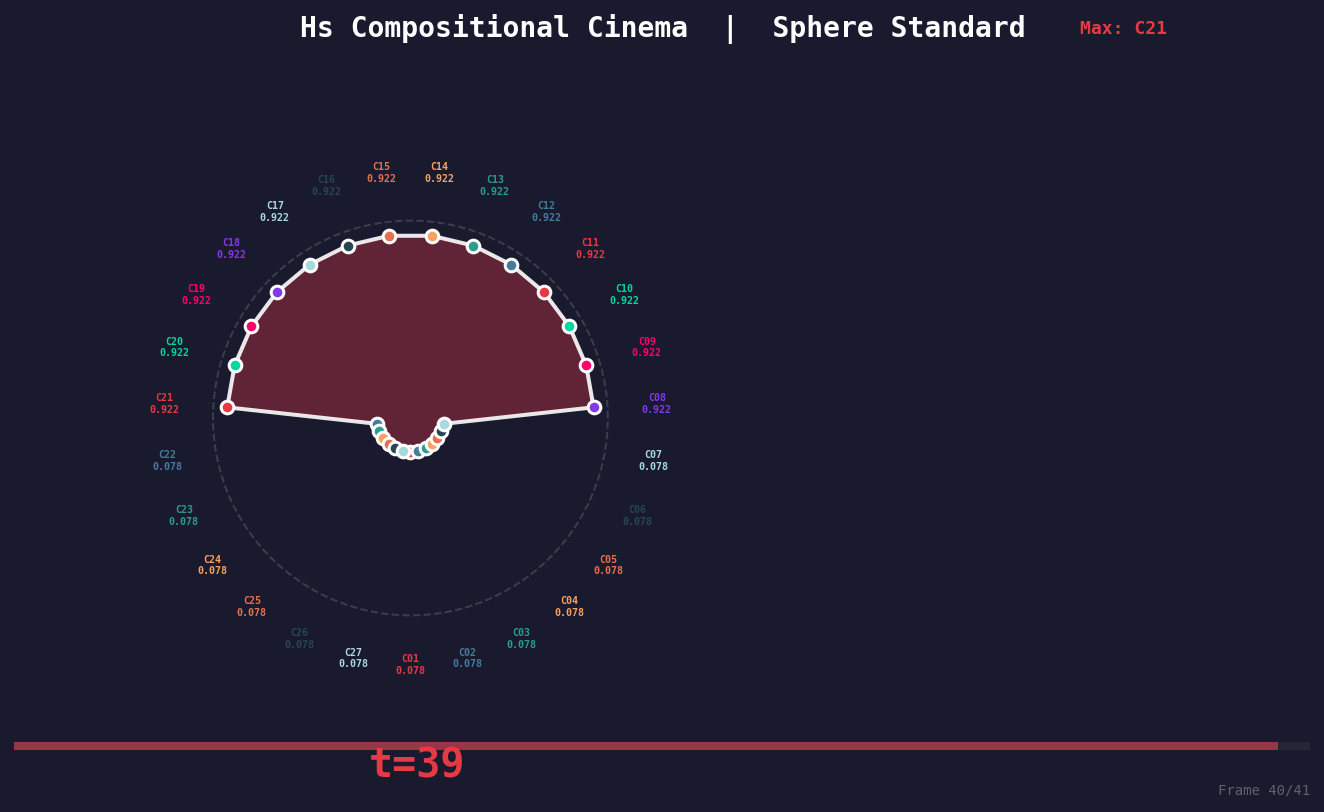 Hs Compositional Cinema | Sphere Standard
Max: C21
C15
0.922
C14
0.922
C16
0.922
C13
0.922
C17
0.922
C12
0.922
C18
0.922
C11
0.922
C19
0.922
C10
0.922
C20
0.922
C09
0.922
C21
0.922
C08
0.922
C22
0.078
C07
0.078
C23
0.078
C06
0.078
C24
0.078
C05
0.078
C25
0.078
C04
0.078
C26
0.078
C03
0.078
C27
0.078
C01
0.078
C02
0.078
t=39
Frame 40/41